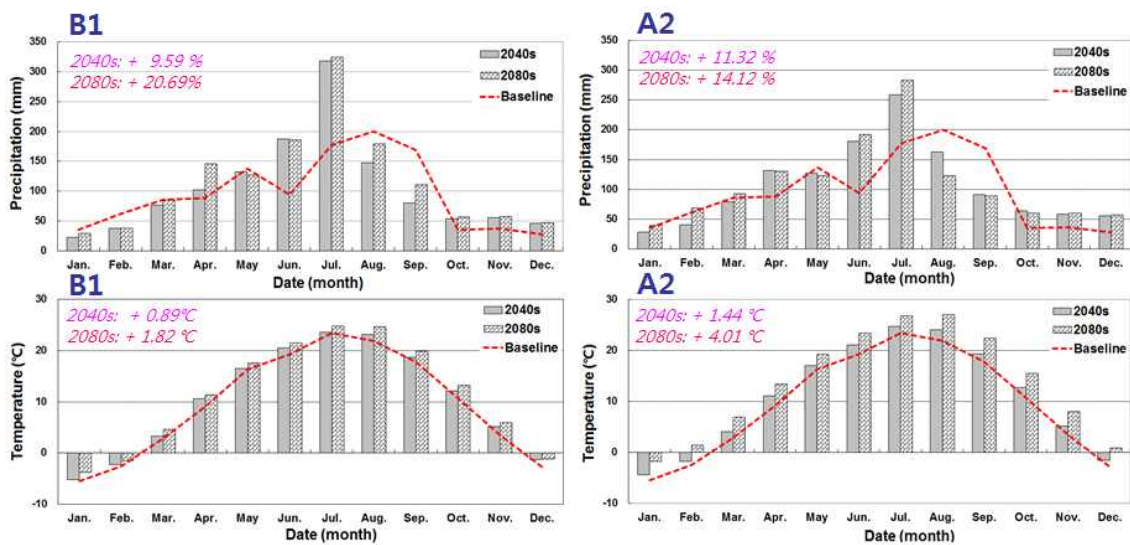 B1
2040s: + 9.59 %
2080s: + 20.69%
2040s
2080s
Baseline
Precipitation (mm)
350
300
250
200
150
100
50
0
Jan. Feb. Mar. Apr. May Jun. Jul. Aug. Sep. Oct. Nov. Dec.
Date (month)
A2
2040s: + 11.32 %
2080s: + 14.12 %
2040s
2080s
Baseline
Precipitation (mm)
350
300
250
200
150
100
50
0
Jan. Feb. Mar. Apr. May Jun. Jul. Aug. Sep. Oct. Nov. Dec.
Date (month)
B1
2040s: + 0.89℃
2080s: + 1.82 ℃
2040s
2080s
Baseline
Temperature (℃)
30
20
10
0
-10
Jan. Feb. Mar. Apr. May Jun. Jul. Aug. Sep. Oct. Nov. Dec.
Date (month)
A2
2040s: + 1.44 ℃
2080s: + 4.01 ℃
2040s
2080s
Baseline
Temperature (℃)
30
20
10
0
-10
Jan. Feb. Mar. Apr. May Jun. Jul. Aug. Sep. Oct. Nov. Dec.
Date (month)